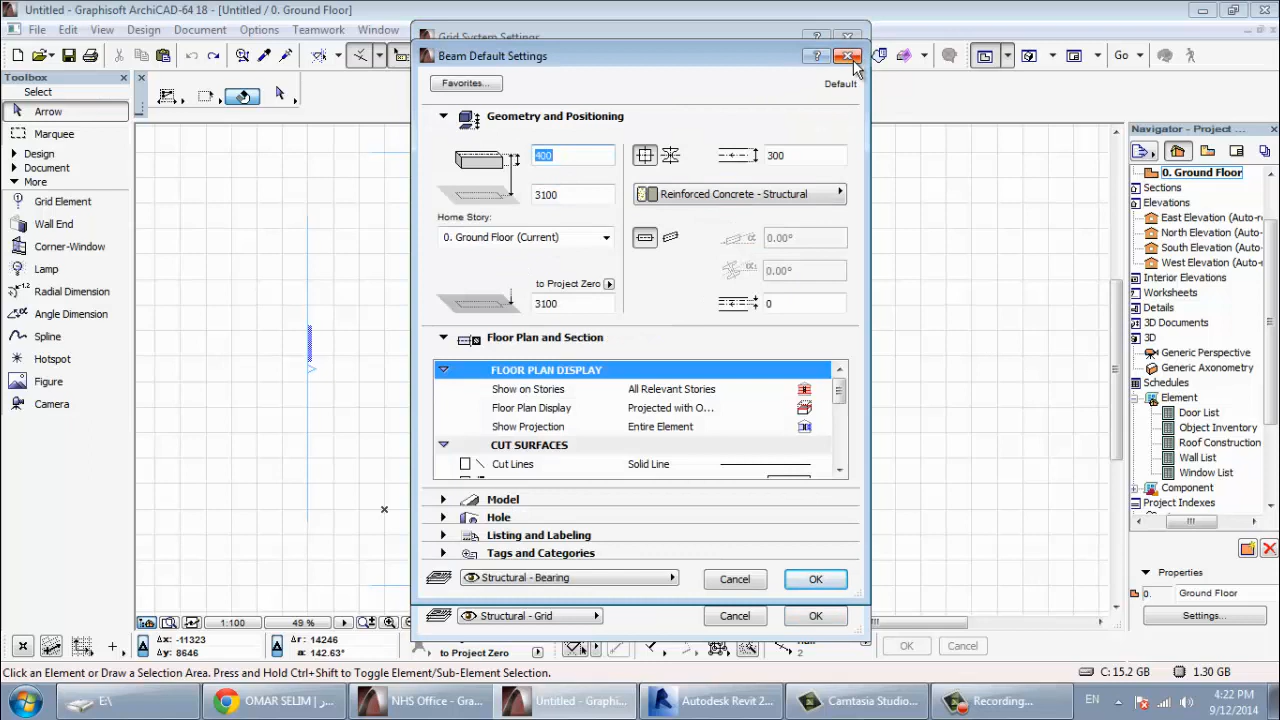 Untitled - Graphisoft ArchiCAD-64 18 - [Untitled / 0. Ground Floor]
File Edit View Design Document Options Teamwork Window
Grid System Settings
Beam Default Settings
Favorites...
Default
Go
Toolbox
Select
Arrow
Marquee
Design
Document
More
Grid Element
Wall End
Corner-Window
Lamp
Radial Dimension
Angle Dimension
Spline
Hotspot
Figure
Camera
Geometry and Positioning
400
300
3100
Reinforced Concrete - Structural
Home Story:
0. Ground Floor (Current)
α 0.00°
0.00°
to Project Zero
3100
0
Floor Plan and Section
FLOOR PLAN DISPLAY
Show on Stories All Relevant Stories
Floor Plan Display Projected with O...
Show Projection Entire Element
CUT SURFACES
Cut Lines Solid Line
Model
Hole
Listing and Labeling
Tags and Categories
Structural - Bearing
Cancel
OK
Structural - Grid
Cancel
OK
Navigator - Project ...
0. Ground Floor
Sections
Elevations
East Elevation (Auto-r
North Elevation (Auto-
South Elevation (Auto-
West Elevation (Auto-
Interior Elevations
Worksheets
Details
3D Documents
3D
Generic Perspective
Generic Axonometry
Schedules
Element
Door List
Object Inventory
Roof Construction
Wall List
Window List
Component
Project Indexes
Properties
0. Ground Floor
Settings...
1:100
49 %
Δx: -11323
Δy: 8646
Δr: 14246
α: 142.63°
to Project Zero
2
OK
Cancel
Click an Element or Draw a Selection Area. Press and Hold Ctrl+Shift to Toggle Element/Sub-Element Selection.
C: 15.2 GB
1.30 GB
E:\
OMAR SELIM | ...در
NHS Office - Gra...
Untitled - Graphi...
Autodesk Revit 2...
Camtasia Studio...
Recording...
EN
4:22 PM
9/12/2014